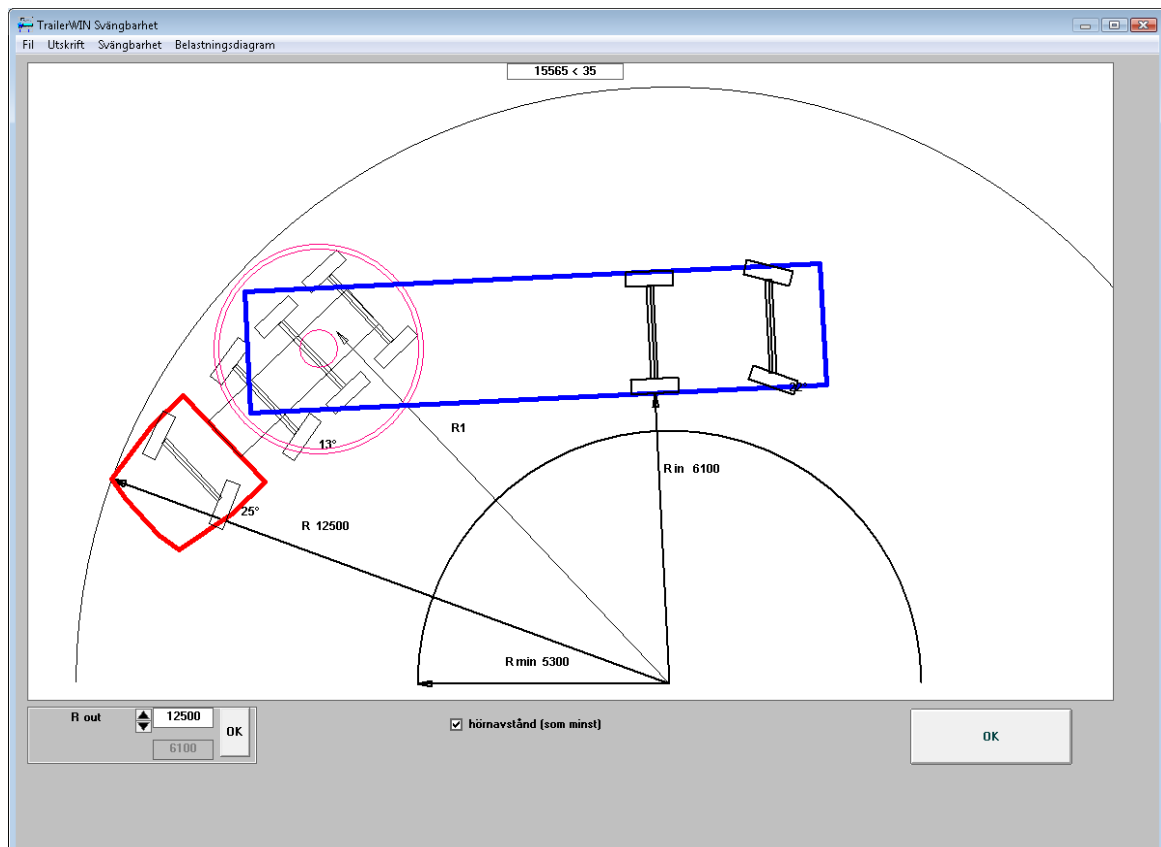 TrailerWIN Svängbarhet
Fil Utskrift Svängbarhet Belastningsdiagram
15565 < 35
R1
13°
R in 6100
25°
R 12500
R min 5300
R out 12500 OK
6100
hörnavstånd (som minst)
OK